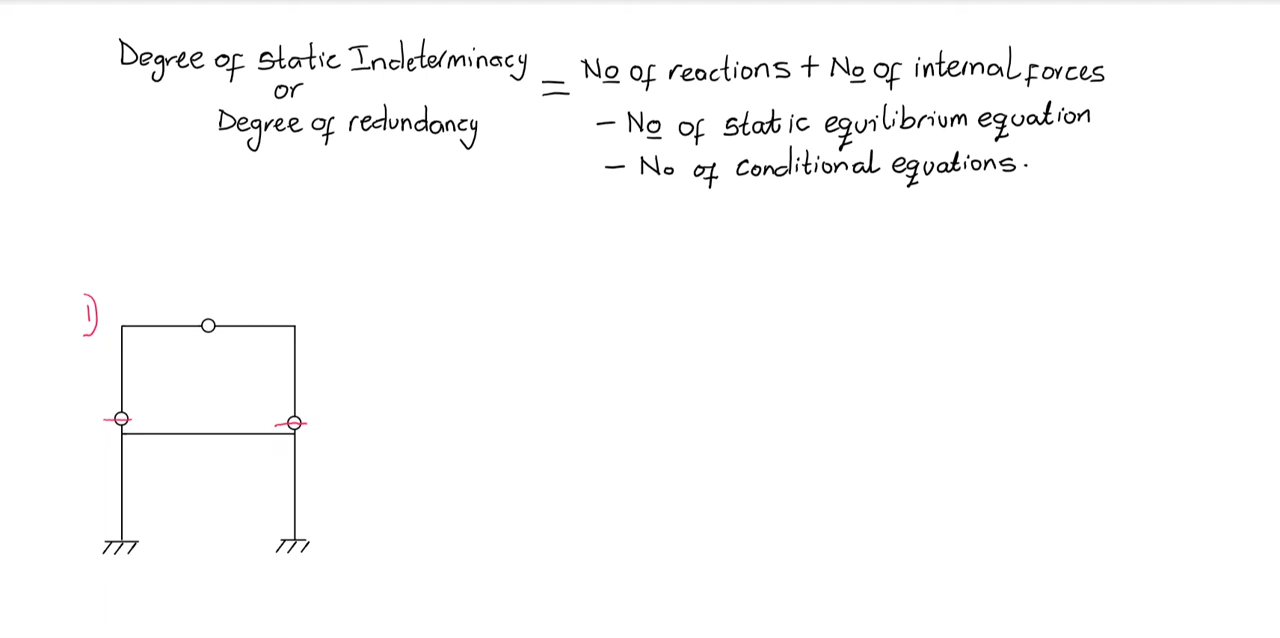 Degree of static Indeterminacy = No of reactions + No of internal forces
or
Degree of redundancy - No of static equilibrium equation
- No of conditional equations.
1)